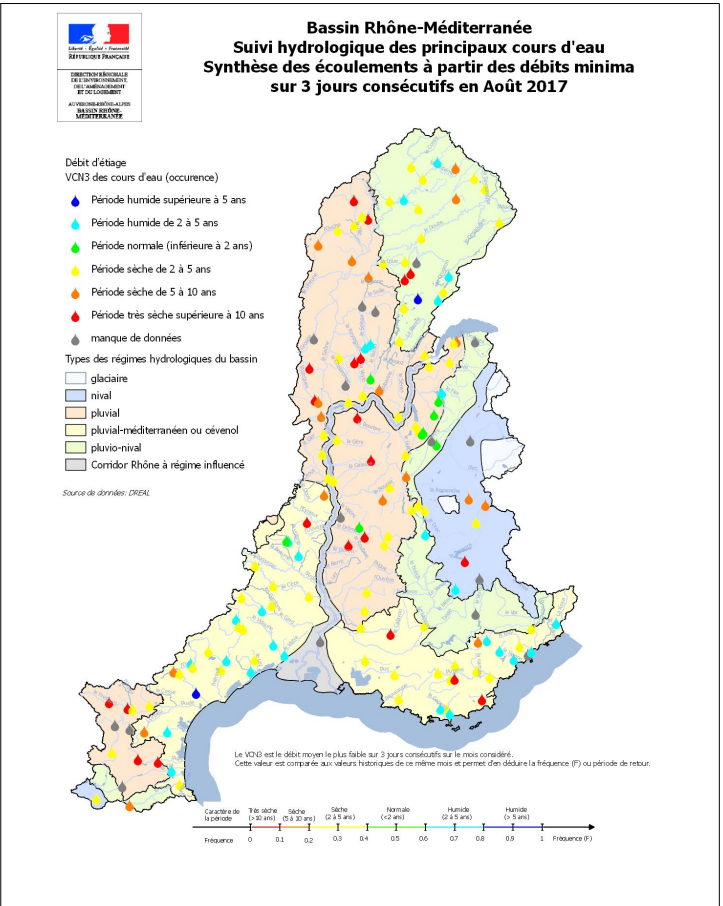 Bassin Rhône-Méditerranée
Suivi hydrologique des principaux cours d'eau
Synthèse des écoulements à partir des débits minima
sur 3 jours consécutifs en Août 2017
Liberté • Égalité • Fraternité
RÉPUBLIQUE FRANÇAISE
DIRECTION RÉGIONALE
DE L'ENVIRONNEMENT,
DE L'AMÉNAGEMENT
ET DU LOGEMENT
AUVERGNE-RHÔNE-ALPES
BASSIN RHÔNE-
MÉDITERRANÉE
Débit d'étiage
VCN3 des cours d'eau (occurence)
Période humide supérieure à 5 ans
Période humide de 2 à 5 ans
Période normale (inférieure à 2 ans)
Période sèche de 2 à 5 ans
Période sèche de 5 à 10 ans
Période très sèche supérieure à 10 ans
manque de données
Types des régimes hydrologiques du bassin
glaciaire
nival
pluvial
pluvial-méditerranéen ou cévenol
pluvio-nival
Corridor Rhône à régime influencé
Source de données: DREAL
Le VCN3 est le débit moyen le plus faible sur 3 jours consécutifs sur le mois considéré.
Cette valeur est comparée aux valeurs historiques de ce même mois et permet d'en déduire la fréquence (F) ou période de retour.
Caractère de la période
Très sèche (>10 ans)
Sèche (5 à 10 ans)
Sèche (2 à 5 ans)
Normale (<2 ans)
Humide (2 à 5 ans)
Humide (> 5 ans)
Fréquence 0 0.1 0.2 0.3 0.4 0.5 0.6 0.7 0.8 0.9 1 Fréquence (F)